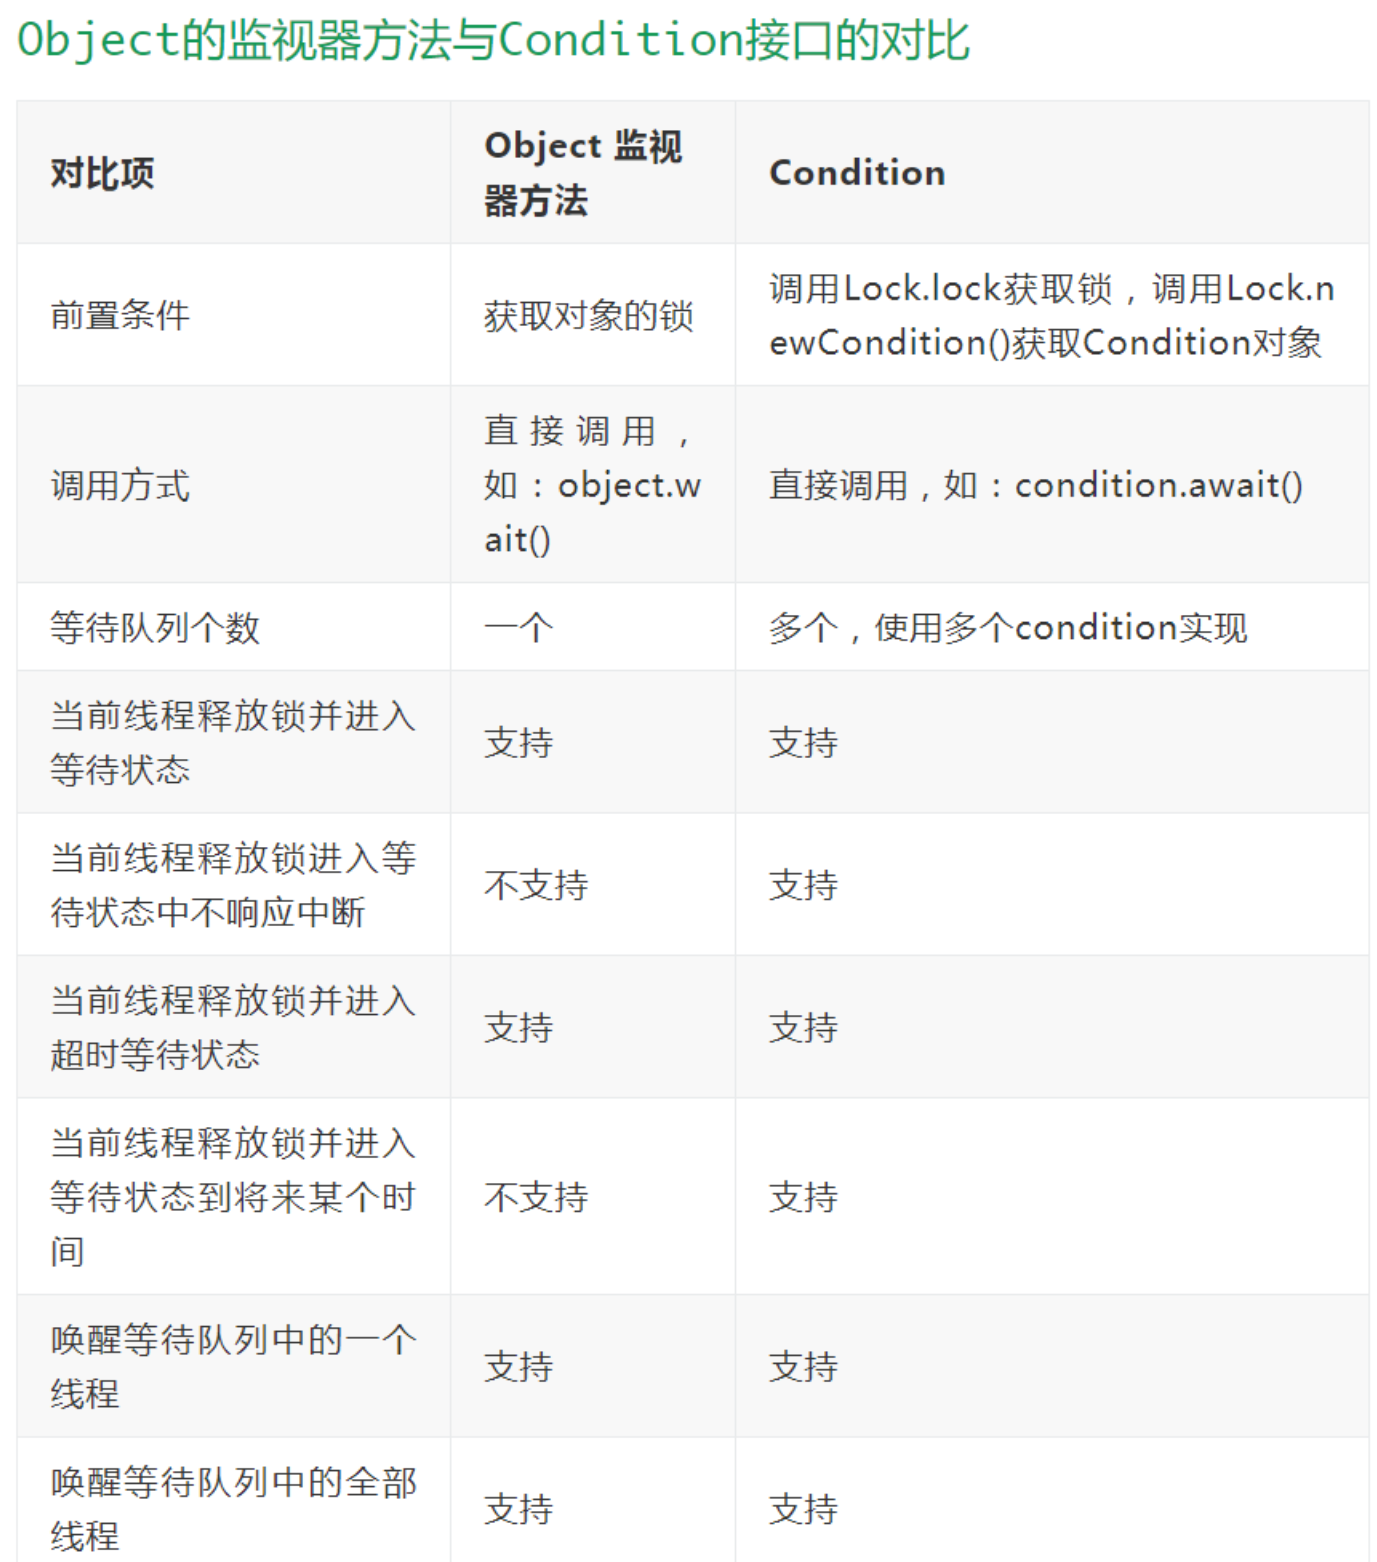 Object的监视器方法与Condition接口的对比
对比项
Object 监视
器方法
Condition
前置条件
获取对象的锁
调用Lock.lock获取锁，调用Lock.n
ewCondition()获取Condition对象
调用方式
直接调用，
如：object.w
ait()
直接调用，如：condition.await()
等待队列个数
一个
多个，使用多个condition实现
当前线程释放锁并进入
等待状态
支持
支持
当前线程释放锁进入等
待状态中不响应中断
不支持
支持
当前线程释放锁并进入
超时等待状态
支持
支持
当前线程释放锁并进入
等待状态到将来某个时
间
不支持
支持
唤醒等待队列中的一个
线程
支持
支持
唤醒等待队列中的全部
线程
支持
支持